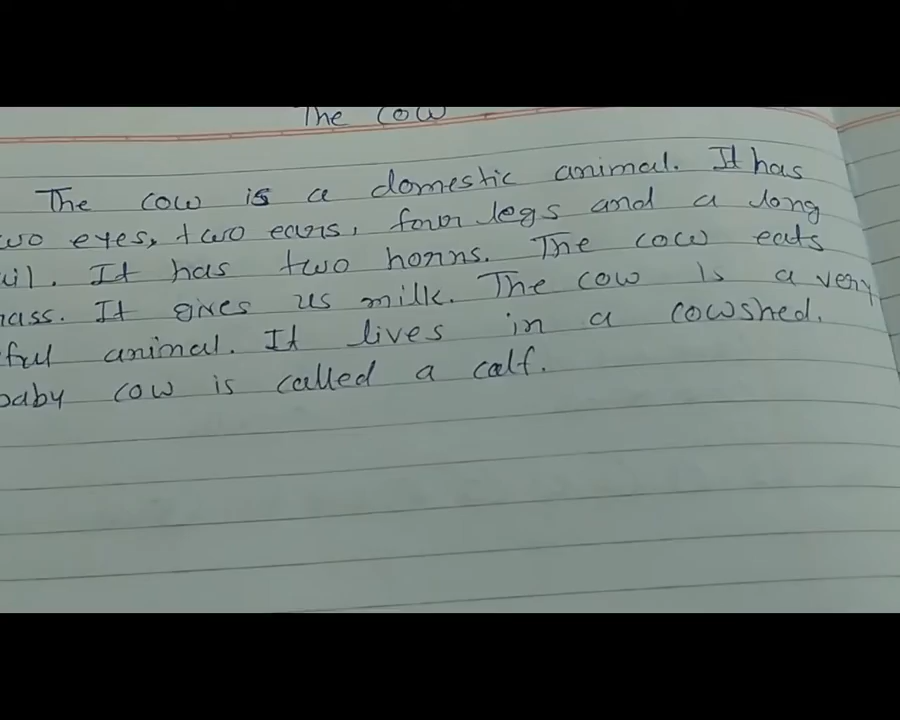 The Cow
The cow is a domestic animal. It has
wo eyes, two ears, four legs and a long
il. It has two horns. The cow eats
rass. It gives us milk. The cow is a very
ful animal. It lives in a cowshed.
baby cow is called a calf.